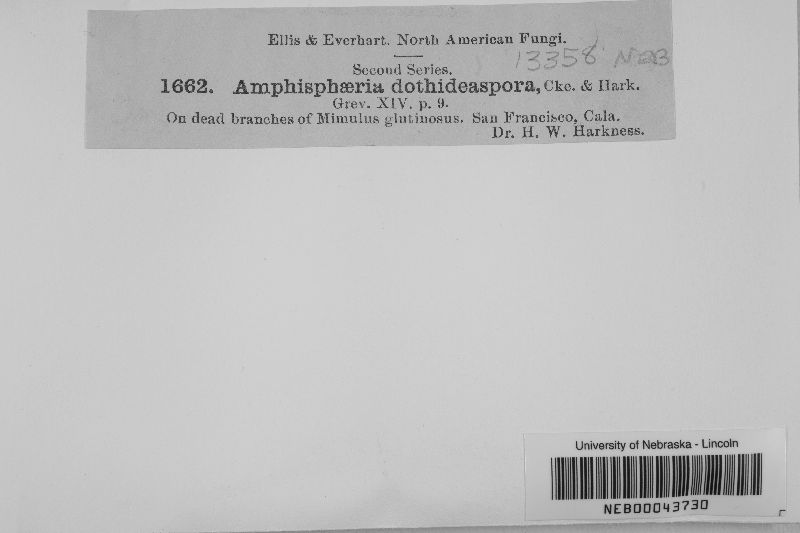 Ellis & Everhart. North American Fungi.
13358 NEB
Second Series.
1662. Amphisphæria dothideaspora, Cke. & Hark.
Grev. XIV. p. 9.
On dead branches of Mimulus glutinosus. San Francisco, Cala.
Dr. H. W. Harkness.
University of Nebraska - Lincoln
NEB00043730